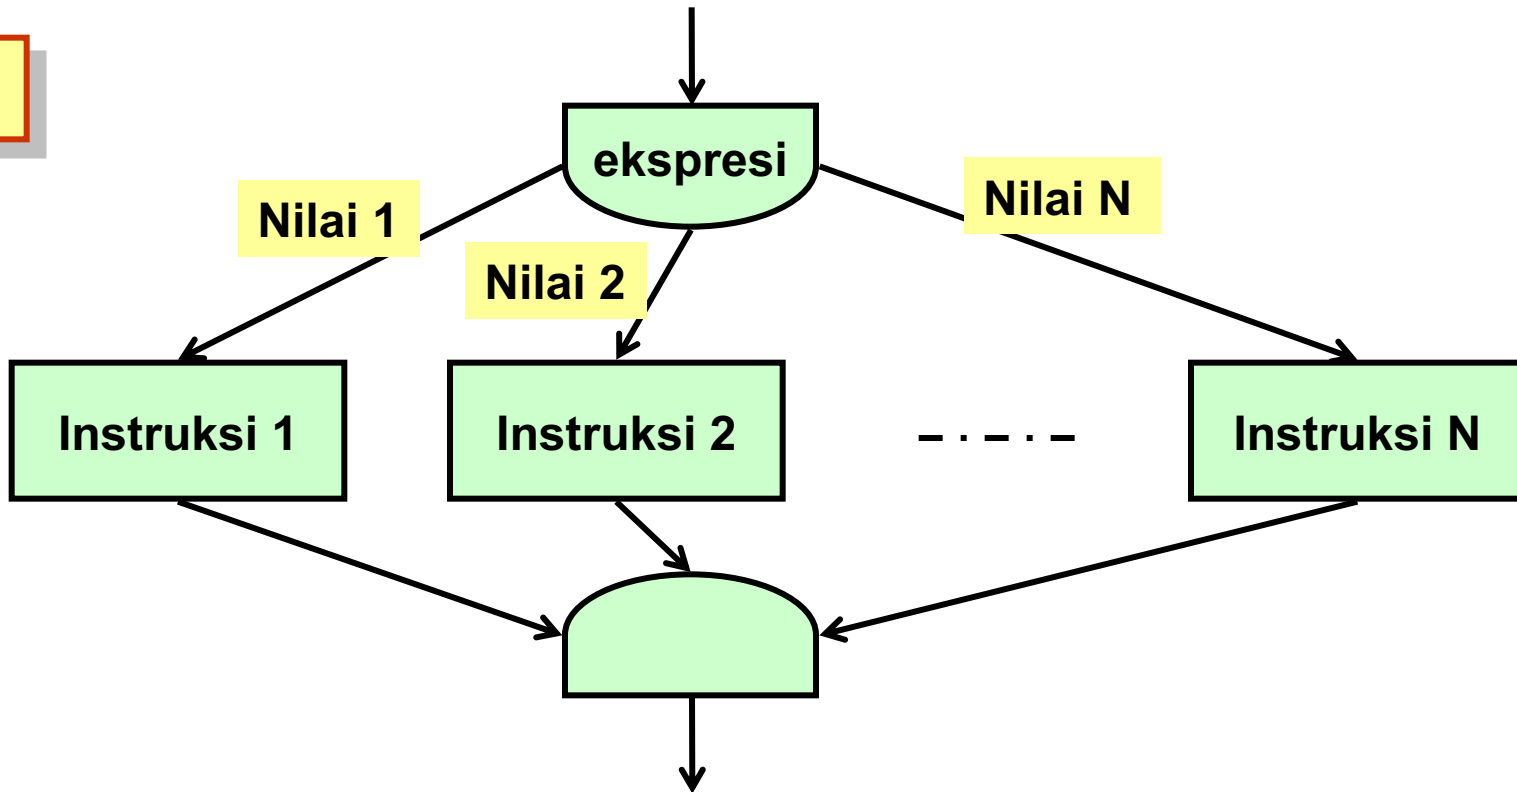 ekspresi
Nilai 1
Nilai 2
Nilai N
Instruksi 1
Instruksi 2
Instruksi N